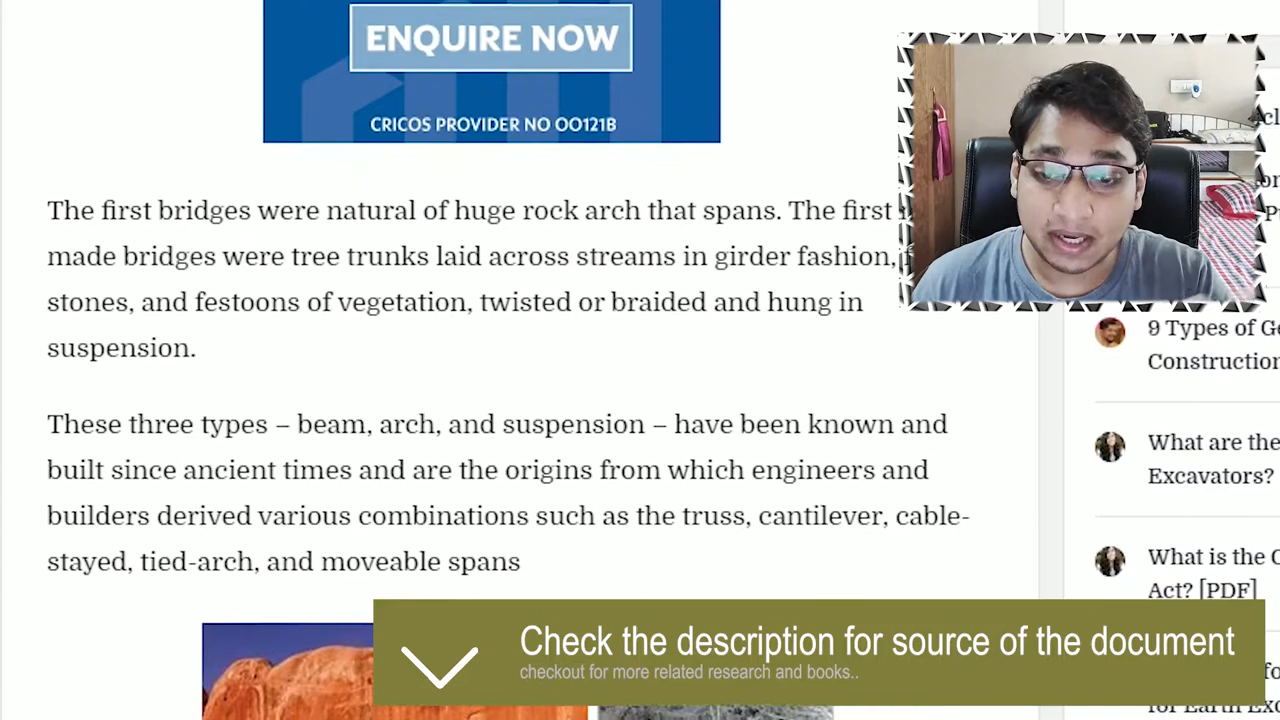 ENQUIRE NOW
CRICOS PROVIDER NO OO121B
The first bridges were natural of huge rock arch that spans. The first
made bridges were tree trunks laid across streams in girder fashion,
stones, and festoons of vegetation, twisted or braided and hung in
suspension.
These three types – beam, arch, and suspension – have been known and
built since ancient times and are the origins from which engineers and
builders derived various combinations such as the truss, cantilever, cable-
stayed, tied-arch, and moveable spans
9 Types of
Construction
What are the
Excavators?
What is the
Act? [PDF]
for Earth
Check the description for source of the document
checkout for more related research and books..